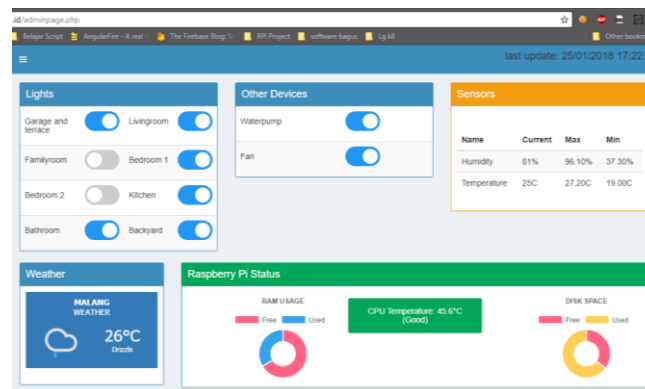 .id/adminpage.php
Belajar Script
AngularFire - A real -
The Firebase Blog: S
RPi Project
software bagus
Lg k8
Other bookm
last update: 25/01/2018 17:22:
Lights
Garage and terrace
Livingroom
Familyroom
Bedroom 1
Bedroom 2
Kitchen
Bathroom
Backyard
Other Devices
Waterpump
Fan
Sensors
Name Current Max Min
Humidity 81% 96.10% 37.30%
Temperature 25C 27.20C 19.00C
Weather
MALANG
WEATHER
26°C
Drizzle
Raspberry Pi Status
RAM USAGE
Free Used
CPU Temperature: 45.6°C
(Good)
DISK SPACE
Free Used